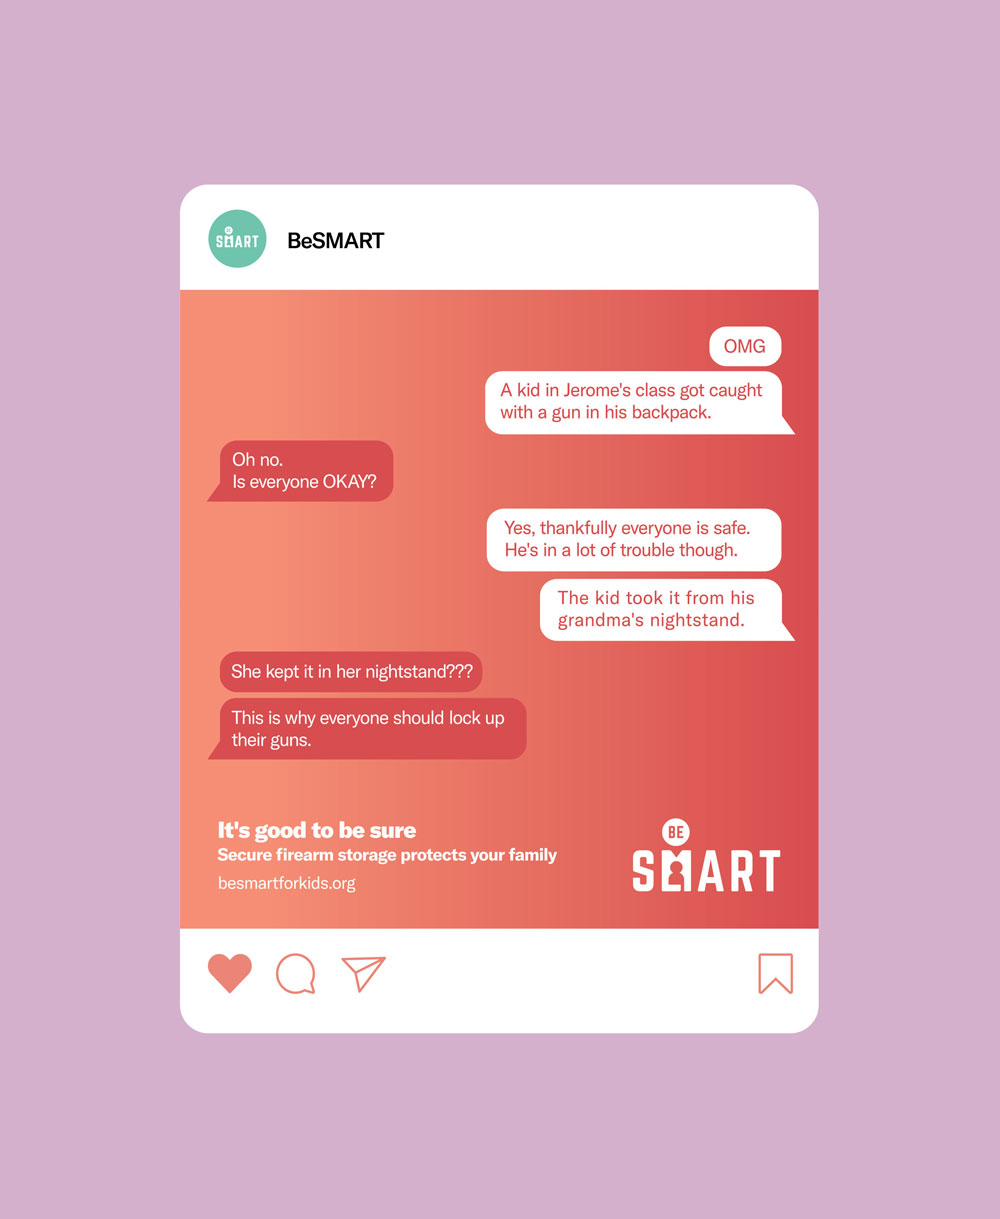 BE
SMART
BeSMART
OMG
A kid in Jerome's class got caught
with a gun in his backpack.
Oh no.
Is everyone OKAY?
Yes, thankfully everyone is safe.
He's in a lot of trouble though.
The kid took it from his
grandma's nightstand.
She kept it in her nightstand???
This is why everyone should lock up
their guns.
It's good to be sure
Secure firearm storage protects your family
besmartforkids.org
BE
SMART